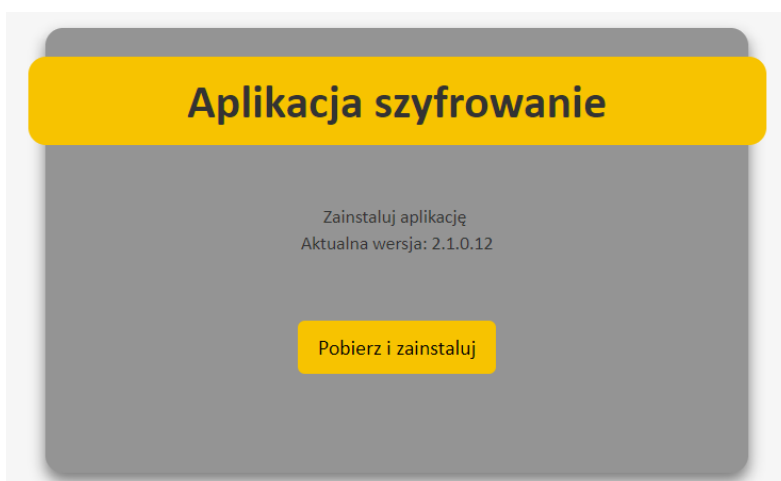 Aplikacja szyfrowanie
Zainstaluj aplikację
Aktualna wersja: 2.1.0.12
Pobierz i zainstaluj